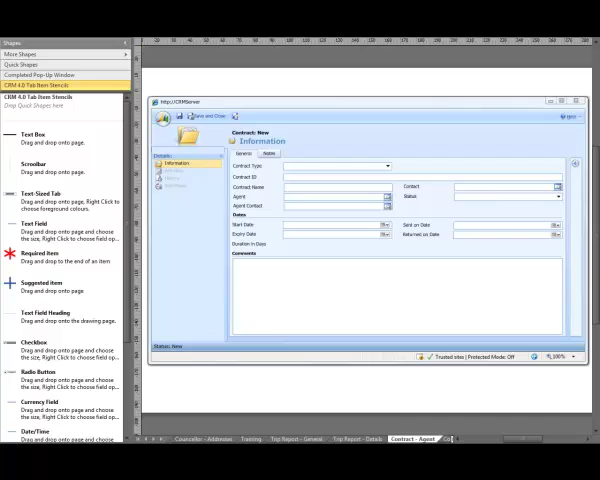 Shapes
More Shapes
Quick Shapes
Completed Pop-Up Window
CRM 4.0 Tab Item Stencils
CRM 4.0 Tab Item Stencils
Drop Quick Shapes here
Text Box
Drag and drop onto page.
Scroolbar
Drag and drop onto page.
Text-Sized Tab
Drag and drop onto page, Right Click to choose foreground colours.
Text Field
Drag and drop onto page and choose the size, Right Click to choose field op...
Required item
Drag and drop to the end of an item
Suggested item
Drag and drop onto page
Text Field Heading
Drag and drop to the drawing page.
Checkbox
Drag and drop onto page and choose the size, Right Click to choose field op...
Radio Button
Drag and drop onto page and choose the size, Right Click to choose field op...
Currency Field
Drag and drop onto page and choose the size, Right Click to choose field op...
Date/Time
Drag and drop onto page and choose
http://CRMServer
Save and Close
Help
Contract: New
Information
Details:
Information
General
Notes
Contract Type
Contract ID
Contract Name
Contact
Agent
Status
Agent Contact
Dates
Start Date
Sent on Date
Expiry Date
Returned on Date
Duration in Days
Comments
Status: New
Trusted sites | Protected Mode: Off
100%
Councellor - Addresses
Training
Trip Report - General
Trip Report - Details
Contract - Agent